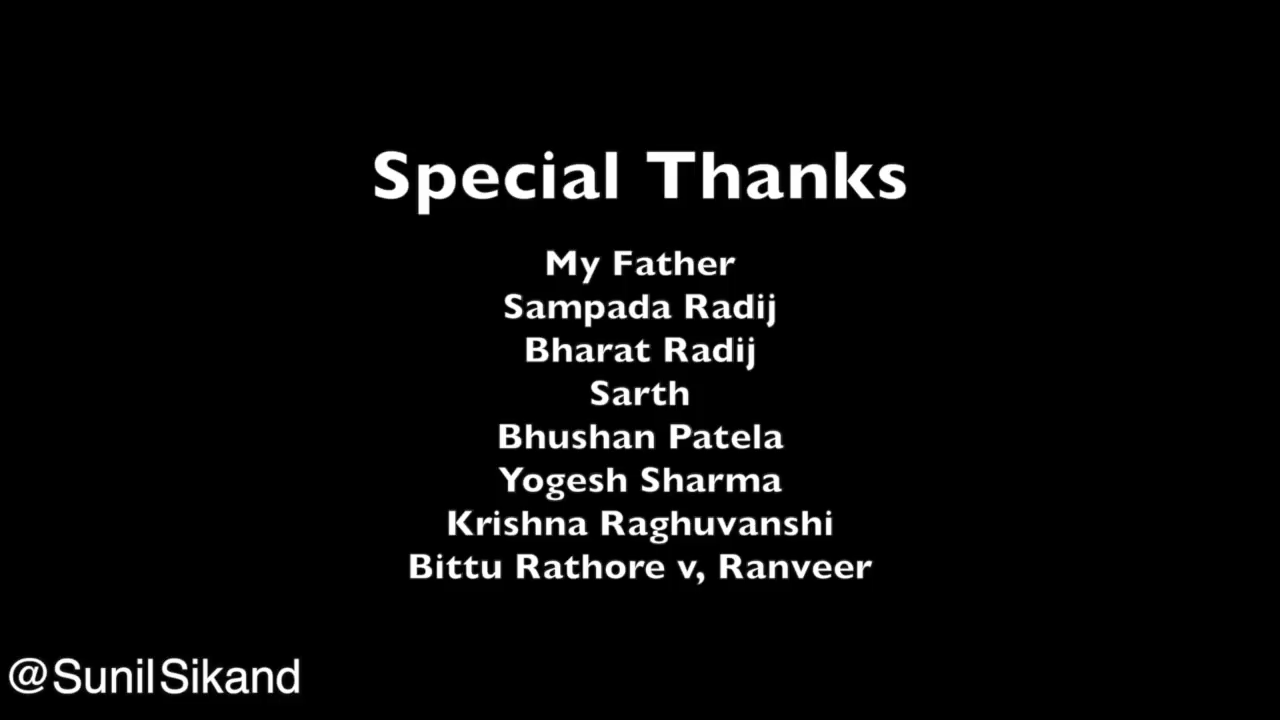 Special Thanks
My Father
Sampada Radij
Bharat Radij
Sarth
Bhushan Patela
Yogesh Sharma
Krishna Raghuvanshi
Bittu Rathore v, Ranveer
@SunilSikand